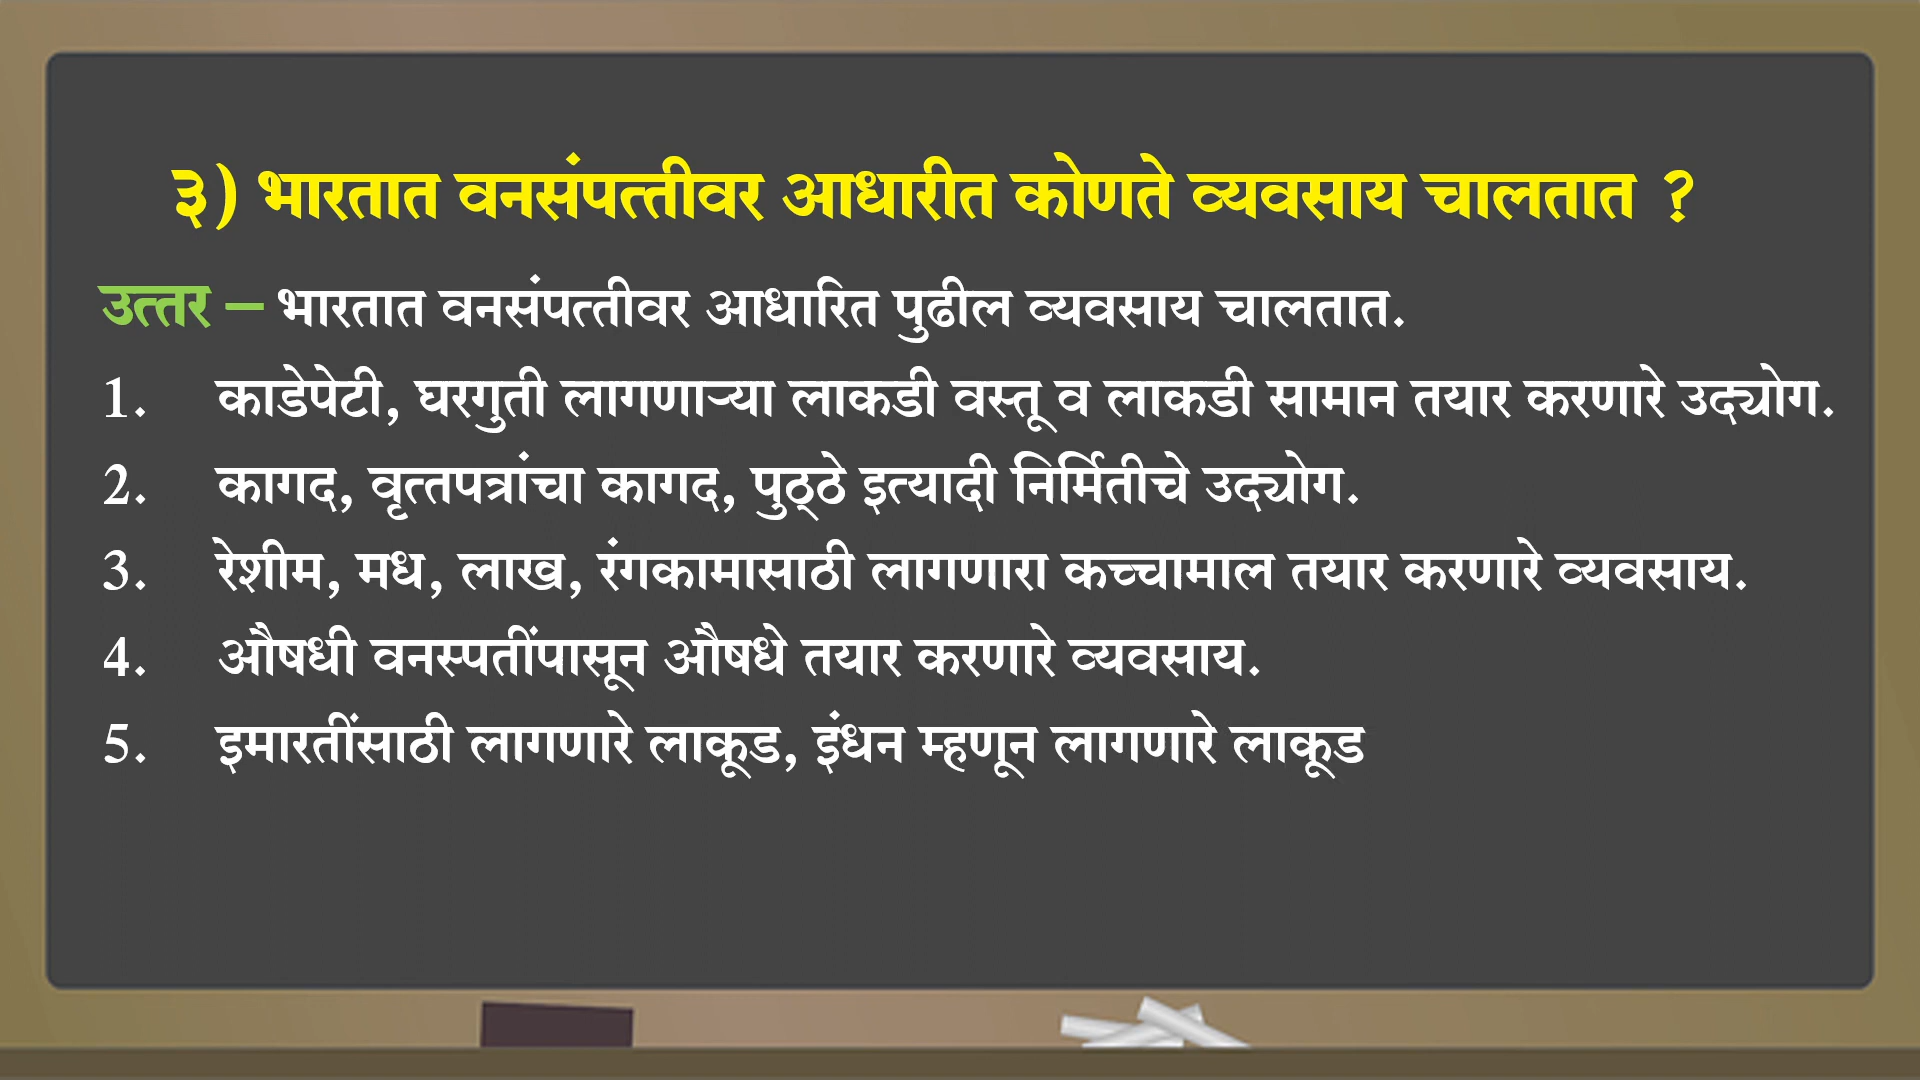 ३) भारतात वनसंपत्तीवर आधारीत कोणते व्यवसाय चालतात ?
उत्तर – भारतात वनसंपत्तीवर आधारित पुढील व्यवसाय चालतात.
1. काडेपेटी, घरगुती लागणाऱ्या लाकडी वस्तू व लाकडी सामान तयार करणारे उद्योग.
2. कागद, वृत्तपत्रांचा कागद, पुठ्ठे इत्यादी निर्मितीचे उद्योग.
3. रेशीम, मध, लाख, रंगकामासाठी लागणारा कच्चामाल तयार करणारे व्यवसाय.
4. औषधी वनस्पतींपासून औषधे तयार करणारे व्यवसाय.
5. इमारतींसाठी लागणारे लाकूड, इंधन म्हणून लागणारे लाकूड